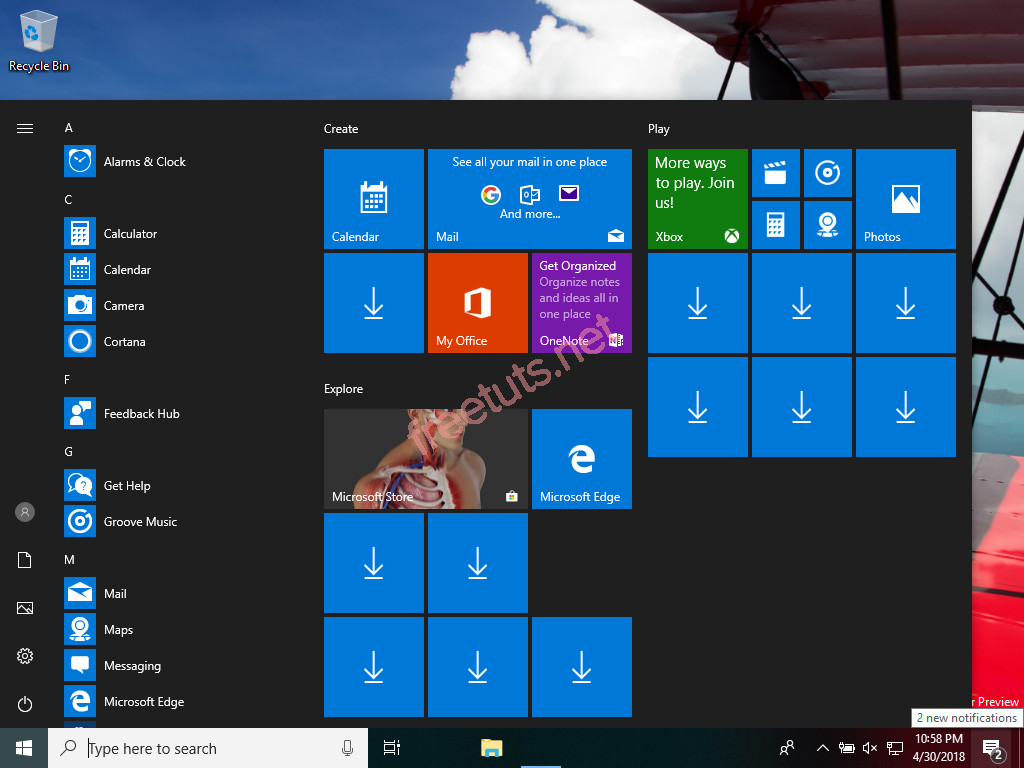 Recycle Bin
A
Alarms & Clock
C
Calculator
Calendar
Camera
Cortana
F
Feedback Hub
G
Get Help
Groove Music
M
Mail
Maps
Messaging
Microsoft Edge
Create
Calendar
See all your mail in one place
And more...
Mail
My Office
Get Organized
Organize notes
and ideas all in
one place
OneNote
Explore
Microsoft Store
Microsoft Edge
Play
More ways
to play. Join
us!
Xbox
Photos
freetuts.net
r Preview
2 new notifications
Type here to search
10:58 PM
4/30/2018
2